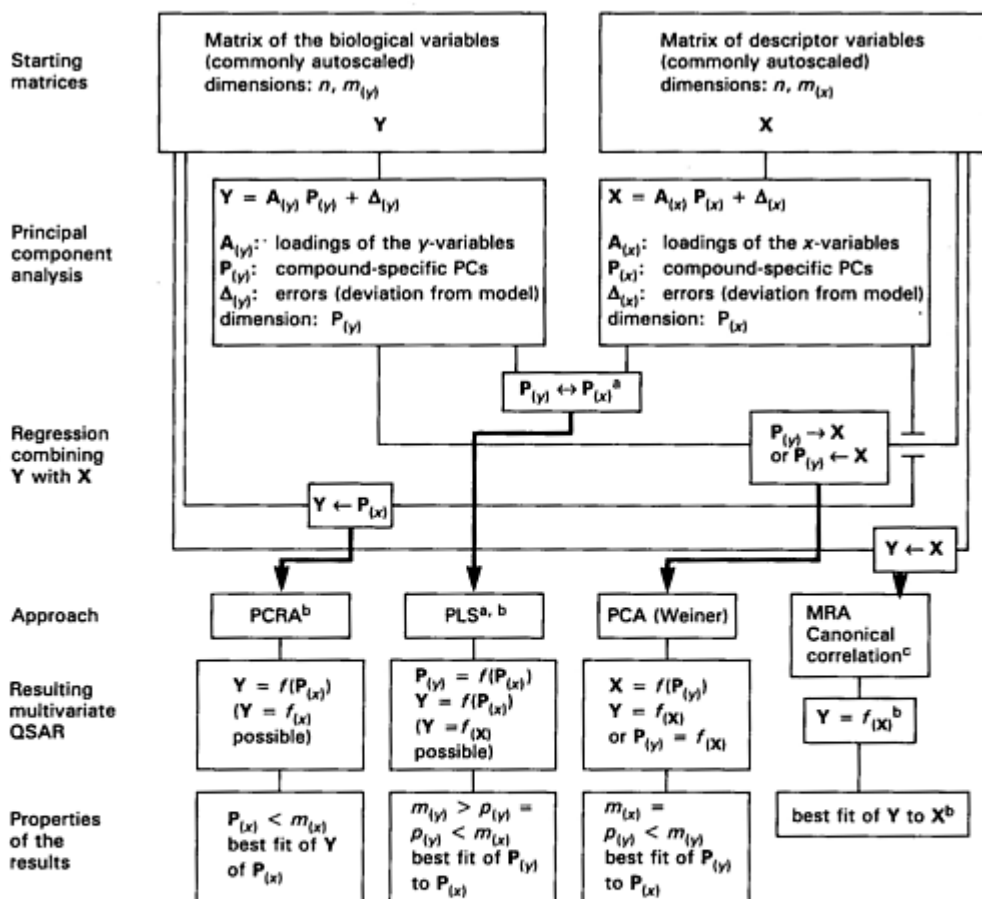 Starting
matrices
Matrix of the biological variables
(commonly autoscaled)
dimensions: n, m(y)
Y
Matrix of descriptor variables
(commonly autoscaled)
dimensions: n, m(x)
X
Principal
component
analysis
Y = A(y) P(y) + Δ(y)
A(y): loadings of the y-variables
P(y): compound-specific PCs
Δ(y): errors (deviation from model)
dimension: P(y)
X = A(x) P(x) + Δ(x)
A(x): loadings of the x-variables
P(x): compound-specific PCs
Δ(x): errors (deviation from model)
dimension: P(x)
P(y) ↔ P(x)ᵃ
Regression
combining
Y with X
P(y) → X
or P(y) ← X
Y ← P(x)
Y ← X
Approach
PCRAᵇ
PLSᵃ, ᵇ
PCA (Weiner)
MRA
Canonical
correlationᶜ
Resulting
multivariate
QSAR
Y = f(P(x))
(Y = f(x)
possible)
P(y) = f(P(x))
Y = f(P(x))
(Y = f(X)
possible)
X = f(P(y))
Y = f(X)
or P(y) = f(X)
Y = f(X)ᵇ
Properties
of the
results
P(x) < m(x)
best fit of Y
of P(x)
m(y) > p(y) =
p(y) < m(x)
best fit of P(y)
to P(x)
m(x) =
p(y) < m(y)
best fit of P(y)
to P(x)
best fit of Y to Xᵇ